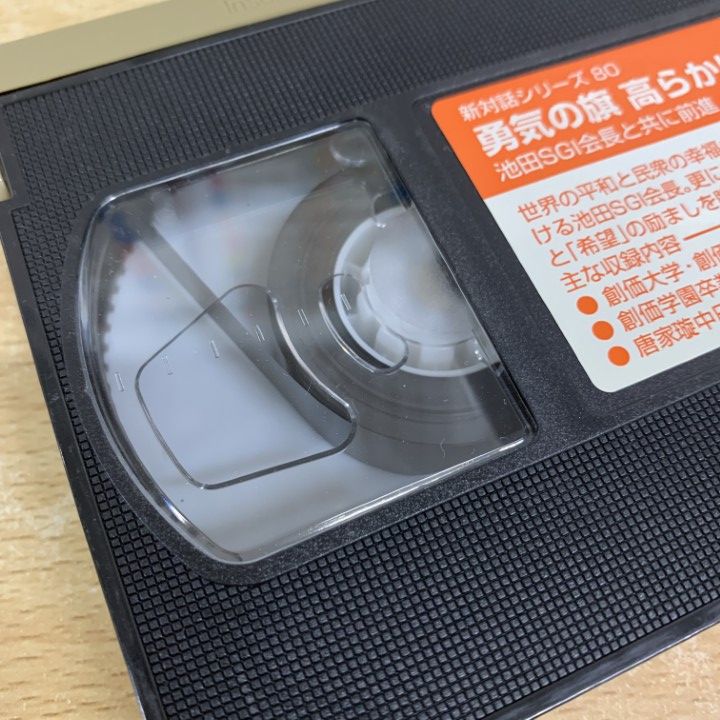 新対話シリーズ 80
勇気の旗 高らか
池田SGI会長と共に前進
世界の平和と民衆の幸福
ける池田SGI会長。更に
と「希望」の励ましを
主な収録内容
● 創価大学・創価
● 創価学園卒
● 唐家璇中